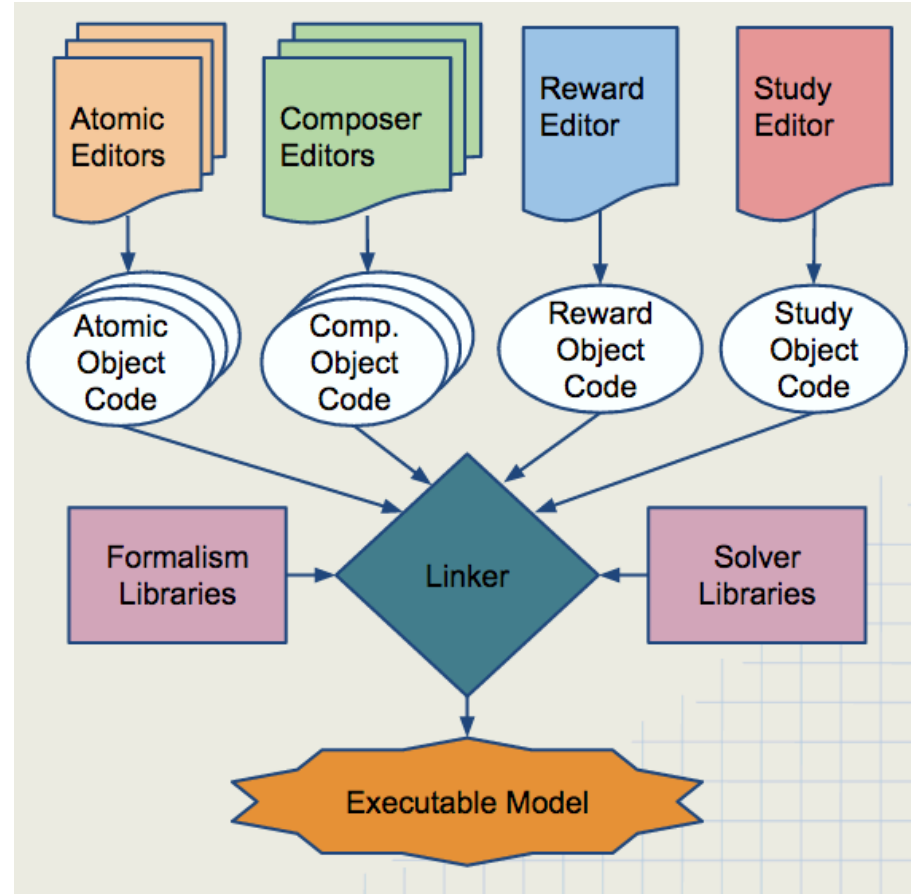 Atomic
Editors
Composer
Editors
Reward
Editor
Study
Editor
Atomic
Object
Code
Comp.
Object
Code
Reward
Object
Code
Study
Object
Code
Formalism
Libraries
Linker
Solver
Libraries
Executable Model